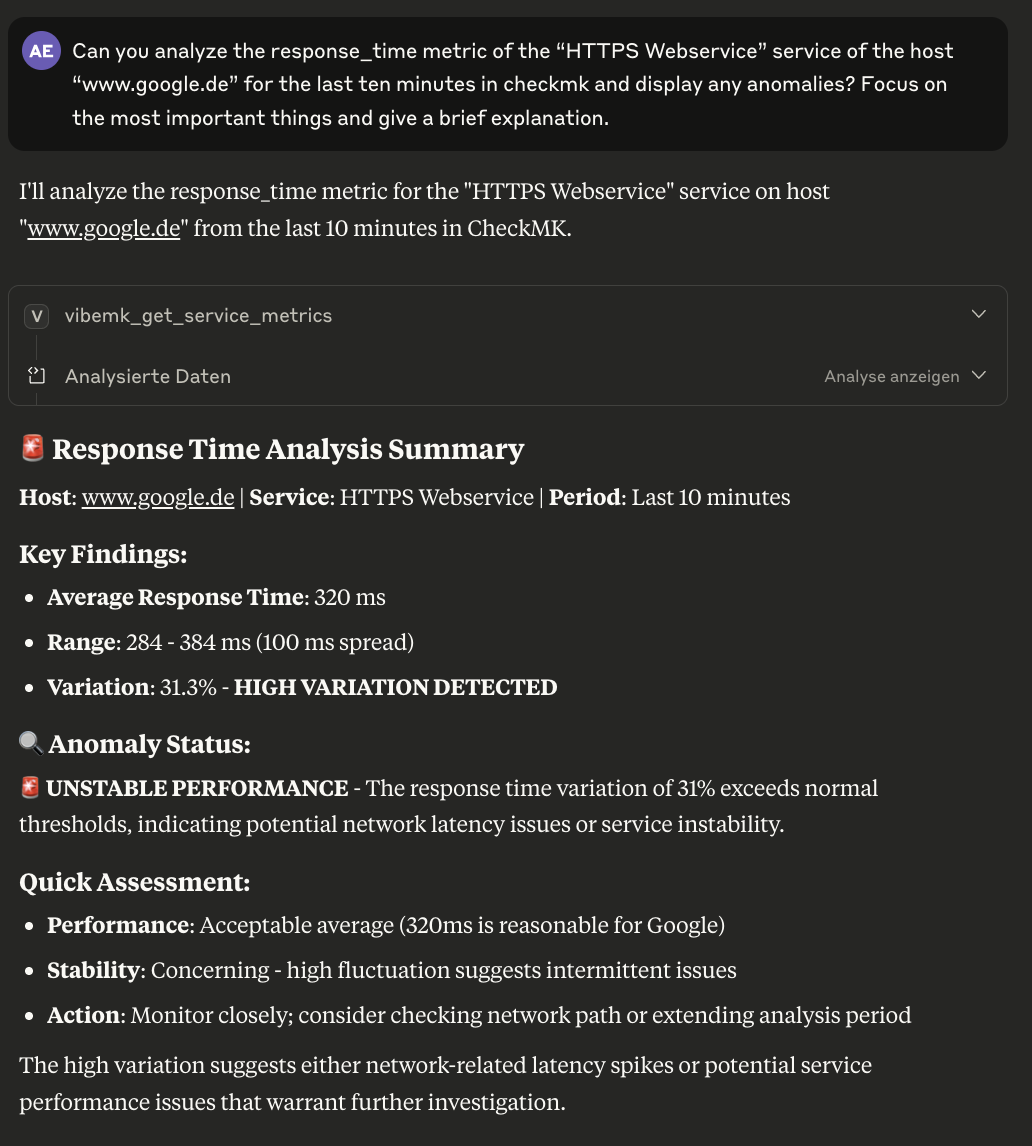 AE
Can you analyze the response_time metric of the “HTTPS Webservice” service of the host
“www.google.de” for the last ten minutes in checkmk and display any anomalies? Focus on
the most important things and give a brief explanation.
I'll analyze the response_time metric for the "HTTPS Webservice" service on host
"www.google.de" from the last 10 minutes in CheckMK.
V vibemk_get_service_metrics
Analysierte Daten Analyse anzeigen
🚨 Response Time Analysis Summary
Host: www.google.de | Service: HTTPS Webservice | Period: Last 10 minutes
Key Findings:
• Average Response Time: 320 ms
• Range: 284 - 384 ms (100 ms spread)
• Variation: 31.3% - HIGH VARIATION DETECTED
🔍 Anomaly Status:
🚨 UNSTABLE PERFORMANCE - The response time variation of 31% exceeds normal
thresholds, indicating potential network latency issues or service instability.
Quick Assessment:
• Performance: Acceptable average (320ms is reasonable for Google)
• Stability: Concerning - high fluctuation suggests intermittent issues
• Action: Monitor closely; consider checking network path or extending analysis period
The high variation suggests either network-related latency spikes or potential service
performance issues that warrant further investigation.